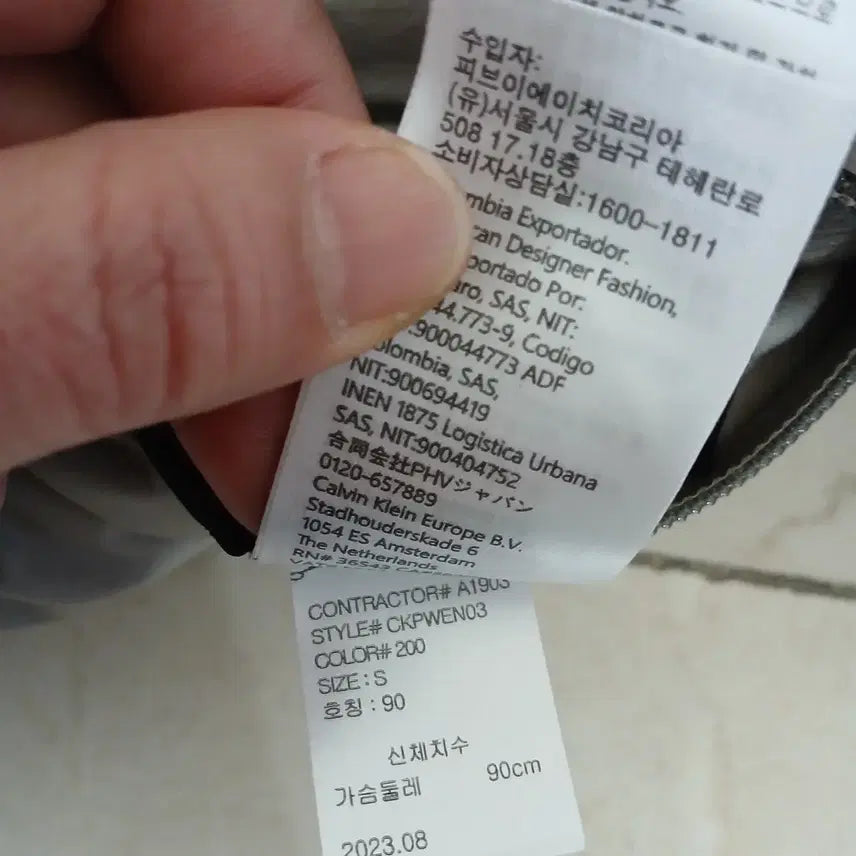 수입자:
피브이에이치코리아
(유)서울시 강남구 테헤란로
508 17.18층
소비자상담실:1600-1811
Exportador.
Designer Fashion,
Por:
SAS, NIT:
44.773-9, Codigo
900044773 ADF
SAS,
NIT:900694419
INEN 1875 Logistica Urbana
SAS, NIT:900404752
合同会社PHVジャパン
0120-657889
Calvin Klein Europe B.V.
Stadhouderskade 6
1054 ES Amsterdam
The Netherlands
RN# 36543
CONTRACTOR# A1903
STYLE# CKPWEN03
COLOR# 200
SIZE : S
호칭 : 90
신체치수
가슴둘레 90cm
2023.08